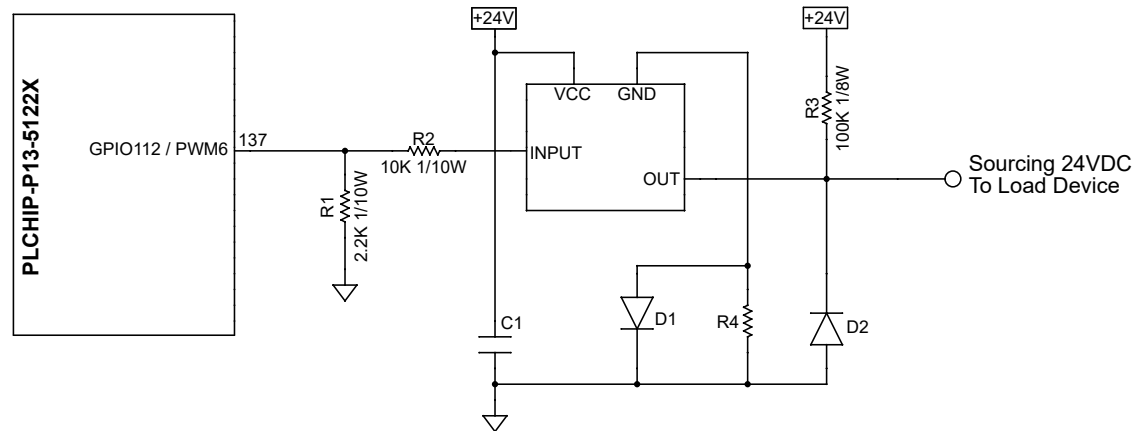 +24V
+24V
PLCHIP-P13-5122X
VCC
GND
R3
100K 1/8W
GPIO112 / PWM6
137
R2
10K 1/10W
INPUT
OUT
Sourcing 24VDC
To Load Device
R1
2.2K 1/10W
C1
D1
R4
D2